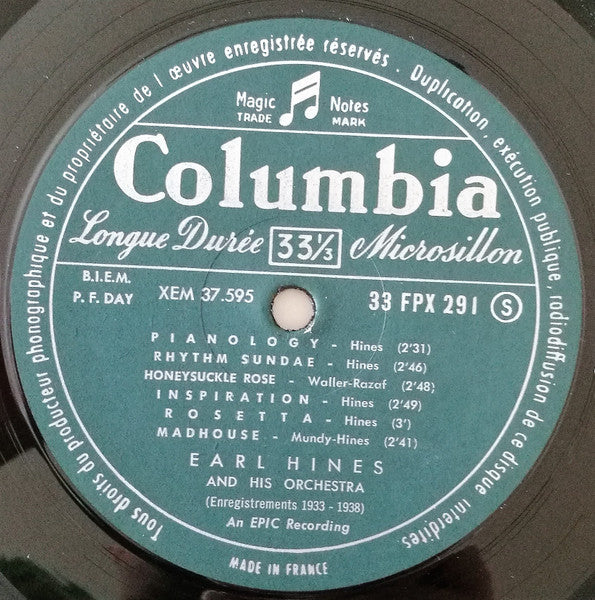 Tous droits du producteur phonographique et du propriétaire de l'œuvre enregistrée réservés · Duplication, exécution publique, radiodiffusion de ce disque interdites.
Magic Notes
TRADE MARK
Columbia
Longue Durée 33⅓ Microsillon
B.I.E.M.
P. F. DAY
XEM 37.595
33 FPX 291 S
PIANOLOGY - Hines (2'31)
RHYTHM SUNDAE - Hines (2'46)
HONEYSUCKLE ROSE - Waller-Razaf (2'48)
INSPIRATION - Hines (2'49)
ROSETTA - Hines (3')
MADHOUSE - Mundy-Hines (2'41)
EARL HINES
AND HIS ORCHESTRA
(Enregistrements 1933 - 1938)
An EPIC Recording
MADE IN FRANCE